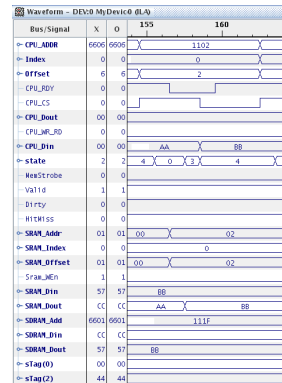 Waveform - DEV:0 MyDevic0 (ILA)
Bus/Signal X O 155 160
CPU_ADDR 6606 6606 1102
Index 0 0 0
Offset 6 6 2
CPU_RDY 0 0
CPU_CS 0 0
CPU_Dout 00 00
CPU_WR_RD 0 0
CPU_Din 00 00 AA BB
state 2 2 4 0 3 4
MemStrobe 0 0
Valid 1 1
Dirty 0 0
HitMiss 0 0
SRAM_Addr 01 01 00 02
SRAM_Index 0 0 0
SRAM_Offset 01 01 00 02
Sram_WEn 1 1
SRAM_Din 57 57 BB
SRAM_Dout CC CC AA BB
SDRAM_Add 6601 6601 111F
SDRAM_Din CC CC
SDRAM_Dout 57 57 BB
sTag(0) 00 00
sTag(2) 44 44